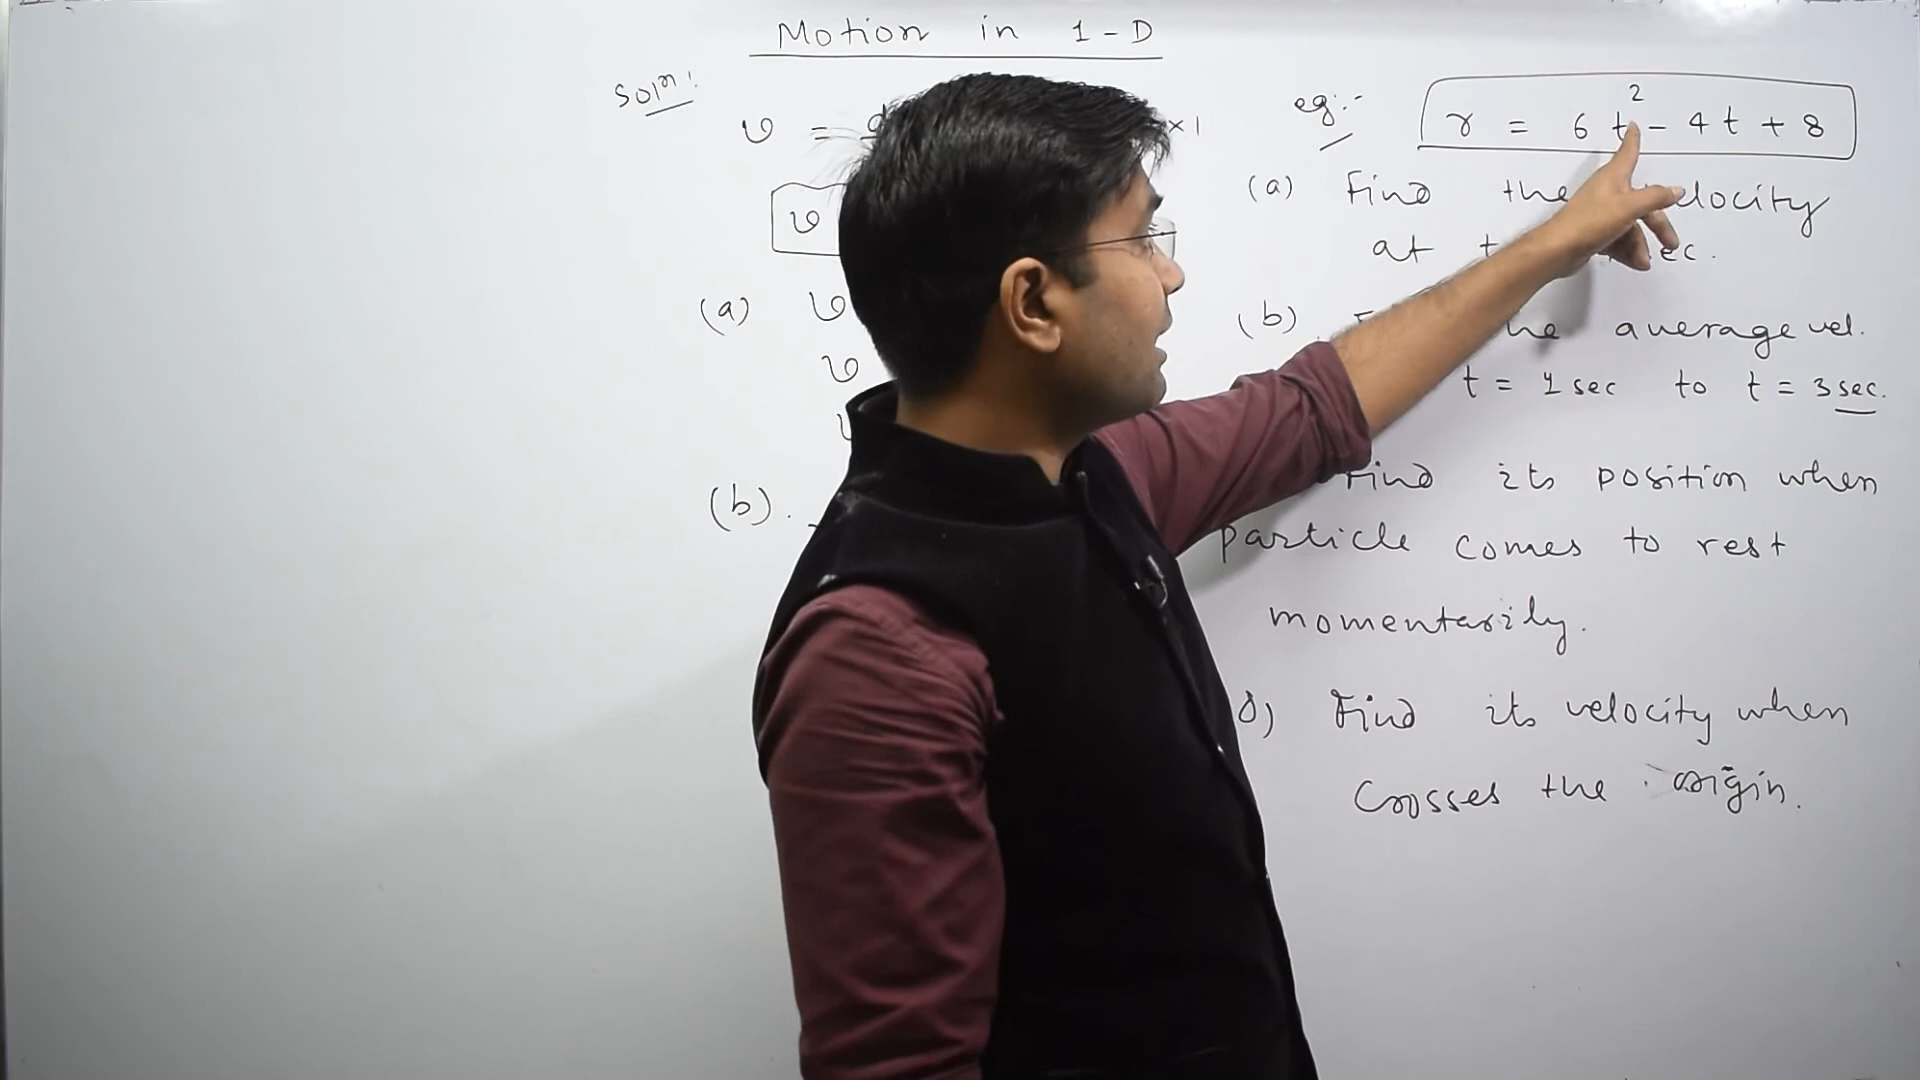 Motion in 1-D
Soln:
v =
×1
v
(a) v
v
(b).
eg:-
r = 6t² - 4t + 8
(a) Find the velocity
at t sec.
(b) the average vel.
t = 1 sec to t = 3 sec.
Find its position when
particle comes to rest
momentarily.
Find its velocity when
Crosses the origin.